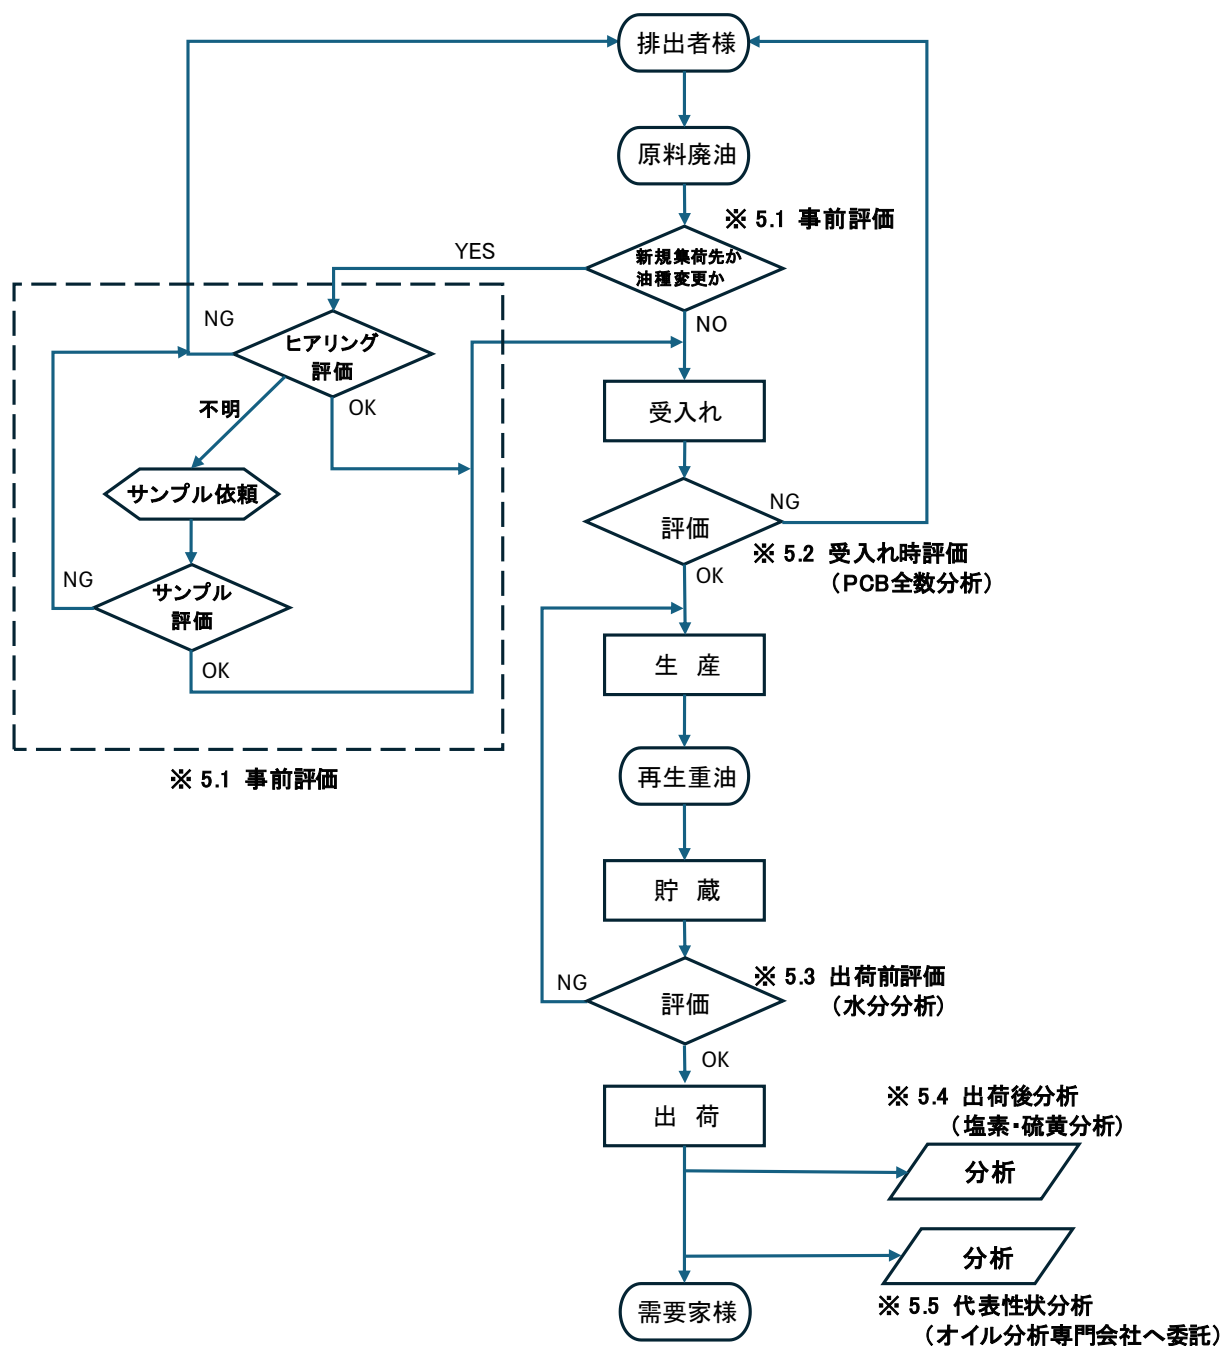 排出者様
原料廃油
※ 5.1 事前評価
新規集荷先か
油種変更か
YES
NO
NG
ヒアリング
評価
OK
不明
受入れ
サンプル依頼
評価
NG
※ 5.2 受入れ時評価
(PCB全数分析)
OK
サンプル
評価
NG
OK
生 産
※ 5.1 事前評価
再生重油
貯 蔵
評価
NG
※ 5.3 出荷前評価
(水分分析)
OK
出 荷
※ 5.4 出荷後分析
(塩素・硫黄分析)
分析
分析
※ 5.5 代表性状分析
(オイル分析専門会社へ委託)
需要家様